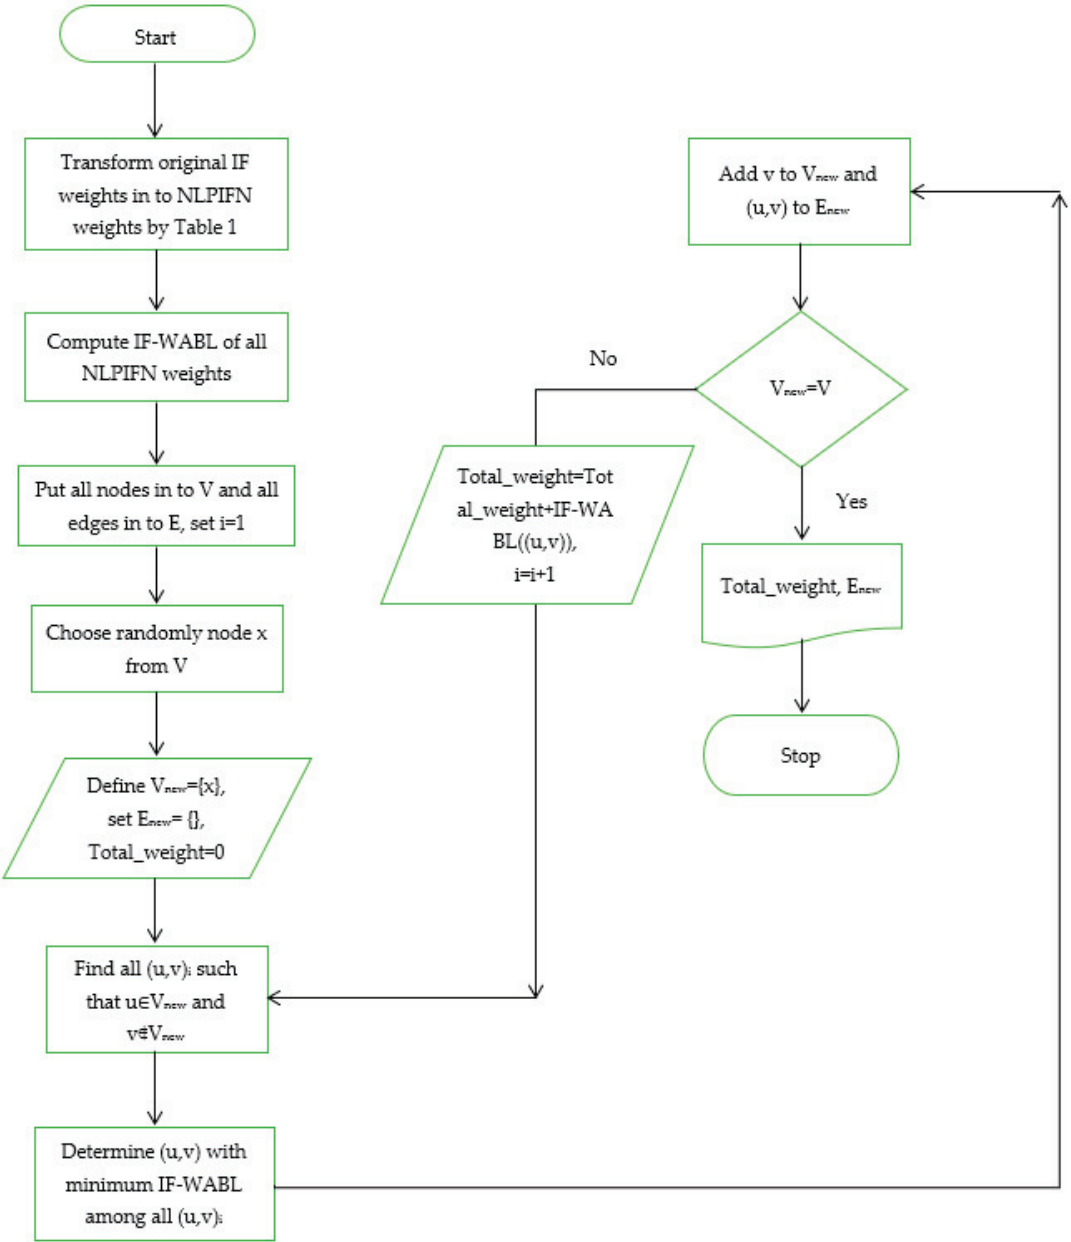 Start
Transform original IF
weights in to NLPIFN
weights by Table 1
Compute IF-WABL of all
NLPIFN weights
Put all nodes in to V and all
edges in to E, set i=1
Choose randomly node x
from V
Define Vnew={x},
set Enew= {},
Total_weight=0
Find all (u,v)i such
that u∈Vnew and
v∉Vnew
Determine (u,v) with
minimum IF-WABL
among all (u,v)i
Add v to Vnew and
(u,v) to Enew
Vnew=V
No
Total_weight=Tot
al_weight+IF-WA
BL((u,v)),
i=i+1
Yes
Total_weight, Enew
Stop